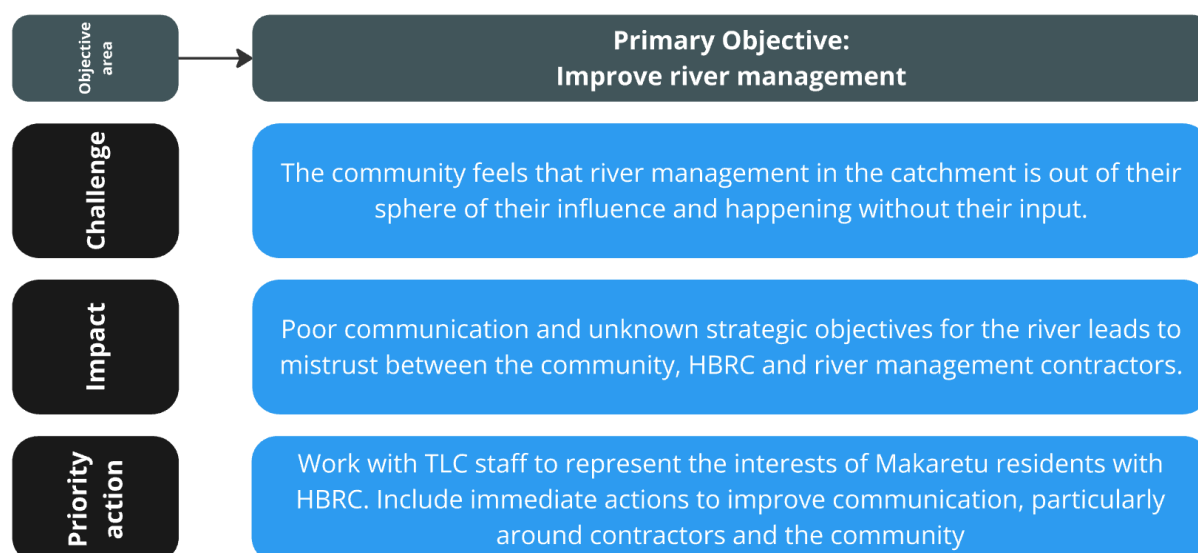 Objective
area
Primary Objective:
Improve river management
Challenge
The community feels that river management in the catchment is out of their
sphere of their influence and happening without their input.
Impact
Poor communication and unknown strategic objectives for the river leads to
mistrust between the community, HBRC and river management contractors.
Priority
action
Work with TLC staff to represent the interests of Makaretu residents with
HBRC. Include immediate actions to improve communication, particularly
around contractors and the community